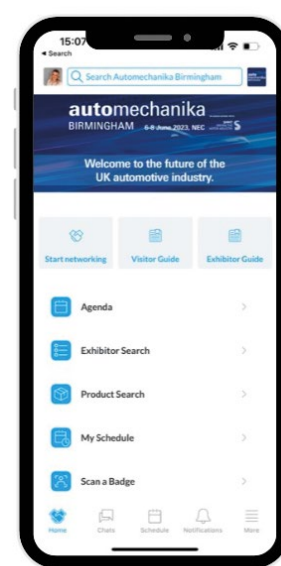 15:07
◂ Search
Search Automechanika Birmingham
automechanika
BIRMINGHAM 6-8 June 2023, NEC
Welcome to the future of the
UK automotive industry.
Start networking Visitor Guide Exhibitor Guide
Agenda
Exhibitor Search
Product Search
My Schedule
Scan a Badge
Home Chats Schedule Notifications More